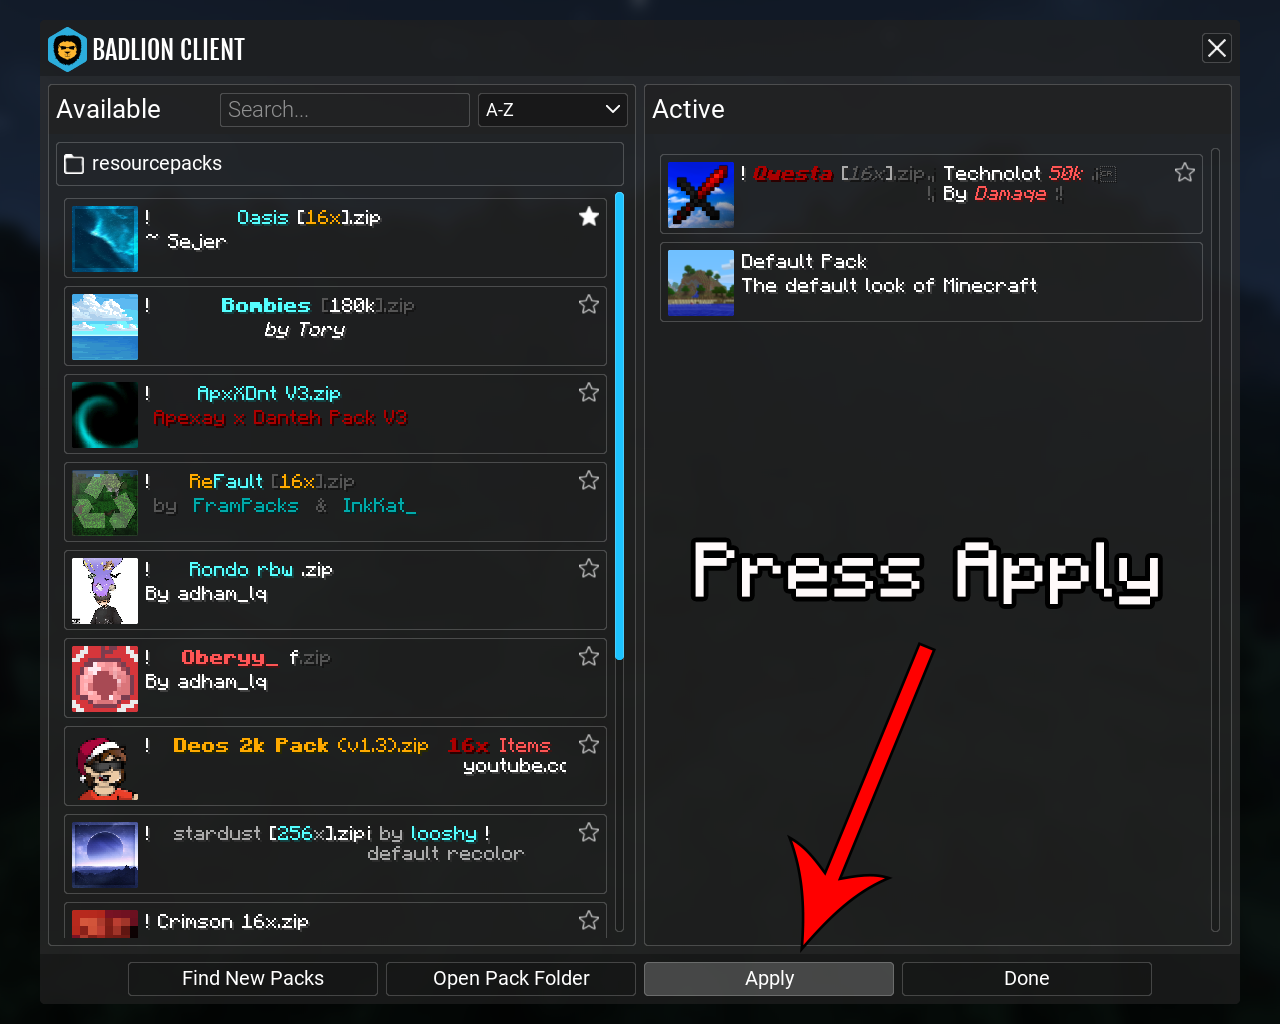 BADLION CLIENT
Available
Search...
A-Z
Active
resourcepacks
! Oasis [16x].zip
~ Sejer
! Bombies [180k].zip
by Tory
! ApxXDnt V3.zip
Apexay x Danteh Pack V3
! ReFault [16x].zip
by FramPacks & InkKat_
! Rondo rbw .zip
By adham_lq
! Oberyy_ f.zip
By adham_lq
! Deos 2k Pack (v1.3).zip 16x Items
youtube.cc
! stardust [256x].zipi by looshy !
default recolor
! Crimson 16x.zip
! Questa [16x].zip Technolot 50k
By Damage
Default Pack
The default look of Minecraft
Press Apply
Find New Packs
Open Pack Folder
Apply
Done